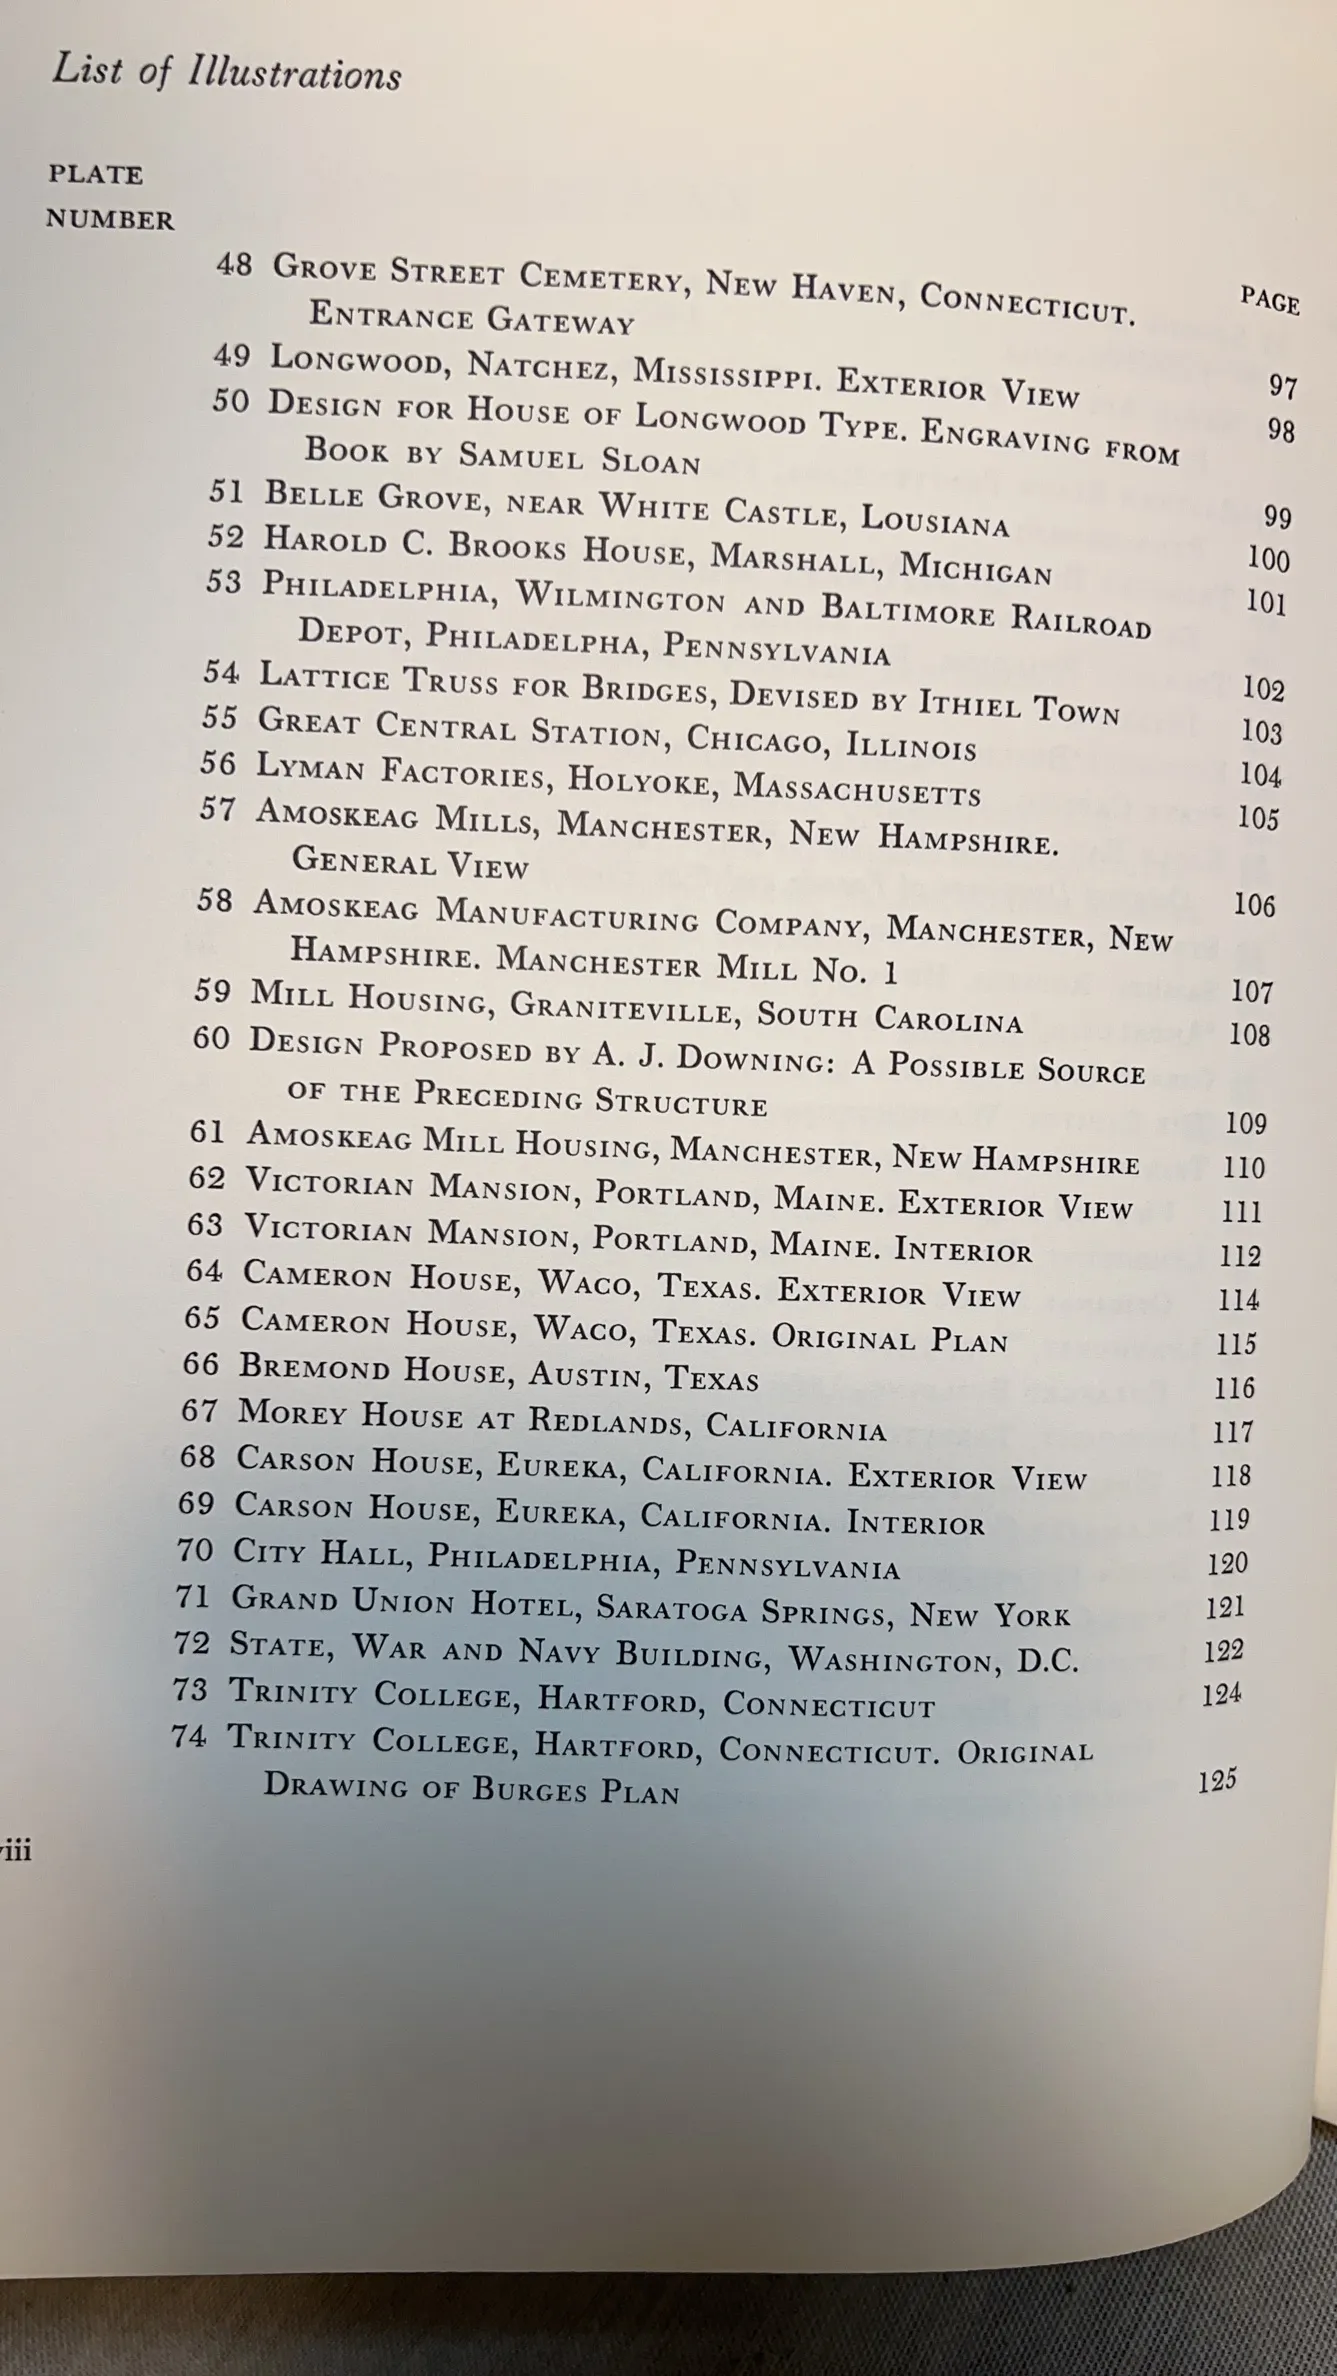 List of Illustrations
PLATE
NUMBER
PAGE
48 GROVE STREET CEMETERY, NEW HAVEN, CONNECTICUT.
ENTRANCE GATEWAY 97
49 LONGWOOD, NATCHEZ, MISSISSIPPI. EXTERIOR VIEW 98
50 DESIGN FOR HOUSE OF LONGWOOD TYPE. ENGRAVING FROM
BOOK BY SAMUEL SLOAN 99
51 BELLE GROVE, NEAR WHITE CASTLE, LOUSIANA 100
52 HAROLD C. BROOKS HOUSE, MARSHALL, MICHIGAN 101
53 PHILADELPHIA, WILMINGTON AND BALTIMORE RAILROAD
DEPOT, PHILADELPHA, PENNSYLVANIA 102
54 LATTICE TRUSS FOR BRIDGES, DEVISED BY ITHIEL TOWN 103
55 GREAT CENTRAL STATION, CHICAGO, ILLINOIS 104
56 LYMAN FACTORIES, HOLYOKE, MASSACHUSETTS 105
57 AMOSKEAG MILLS, MANCHESTER, NEW HAMPSHIRE.
GENERAL VIEW 106
58 AMOSKEAG MANUFACTURING COMPANY, MANCHESTER, NEW
HAMPSHIRE. MANCHESTER MILL NO. 1 107
59 MILL HOUSING, GRANITEVILLE, SOUTH CAROLINA 108
60 DESIGN PROPOSED BY A. J. DOWNING: A POSSIBLE SOURCE
OF THE PRECEDING STRUCTURE 109
61 AMOSKEAG MILL HOUSING, MANCHESTER, NEW HAMPSHIRE 110
62 VICTORIAN MANSION, PORTLAND, MAINE. EXTERIOR VIEW 111
63 VICTORIAN MANSION, PORTLAND, MAINE. INTERIOR 112
64 CAMERON HOUSE, WACO, TEXAS. EXTERIOR VIEW 114
65 CAMERON HOUSE, WACO, TEXAS. ORIGINAL PLAN 115
66 BREMOND HOUSE, AUSTIN, TEXAS 116
67 MOREY HOUSE AT REDLANDS, CALIFORNIA 117
68 CARSON HOUSE, EUREKA, CALIFORNIA. EXTERIOR VIEW 118
69 CARSON HOUSE, EUREKA, CALIFORNIA. INTERIOR 119
70 CITY HALL, PHILADELPHIA, PENNSYLVANIA 120
71 GRAND UNION HOTEL, SARATOGA SPRINGS, NEW YORK 121
72 STATE, WAR AND NAVY BUILDING, WASHINGTON, D.C. 122
73 TRINITY COLLEGE, HARTFORD, CONNECTICUT 124
74 TRINITY COLLEGE, HARTFORD, CONNECTICUT. ORIGINAL
DRAWING OF BURGES PLAN 125
viii